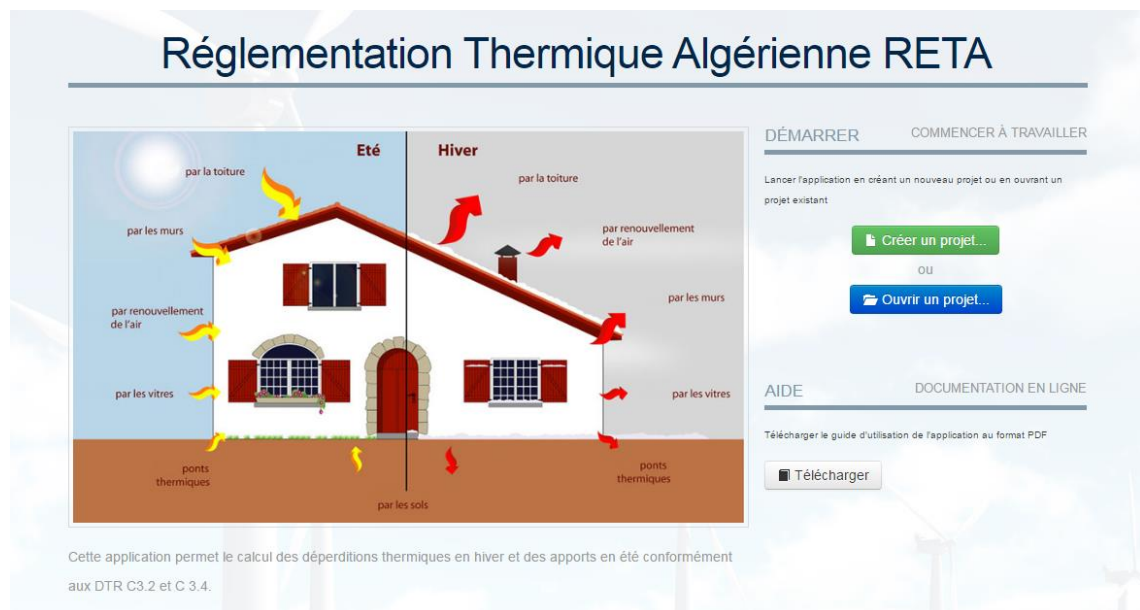 Réglementation Thermique Algérienne RETA
Eté
Hiver
par la toiture
par les murs
par renouvellement
de l'air
par les vitres
ponts
thermiques
par les sols
par la toiture
par renouvellement
de l'air
par les murs
par les vitres
ponts
thermiques
Cette application permet le calcul des déperditions thermiques en hiver et des apports en été conformément
aux DTR C3.2 et C 3.4.
DÉMARRER
COMMENCER À TRAVAILLER
Lancer l'application en créant un nouveau projet ou en ouvrant un
projet existant
Créer un projet...
ou
Ouvrir un projet...
AIDE
DOCUMENTATION EN LIGNE
Télécharger le guide d'utilisation de l'application au format PDF
Télécharger